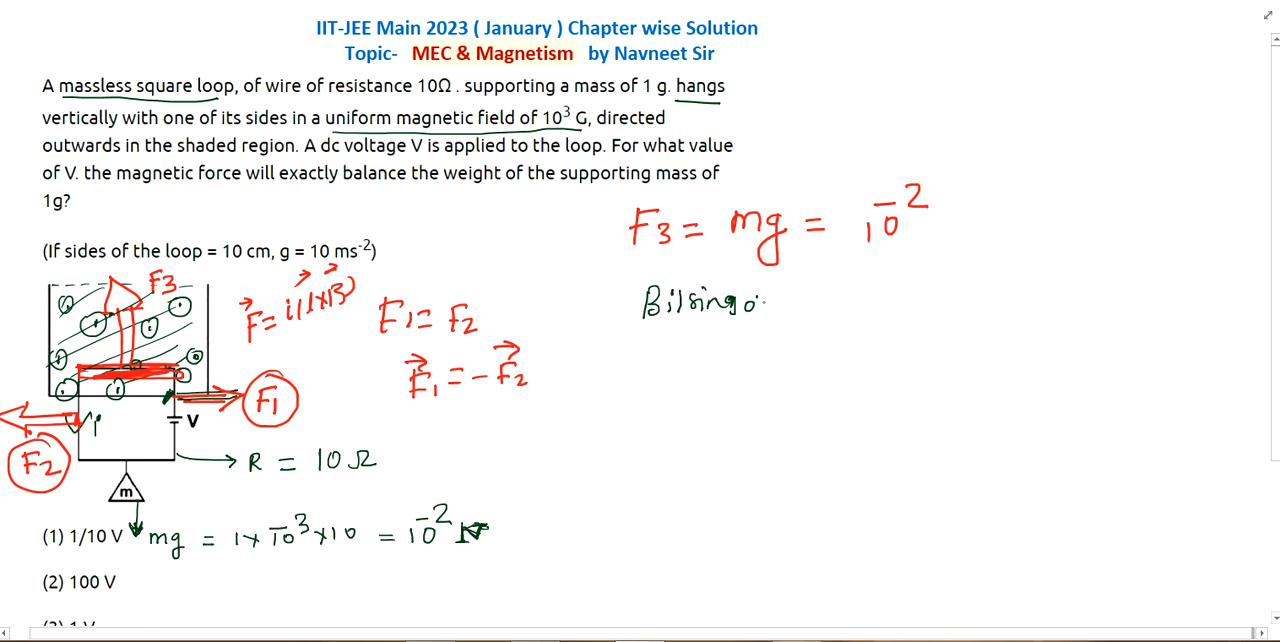 IIT-JEE Main 2023 ( January ) Chapter wise Solution
Topic- MEC & Magnetism by Navneet Sir
A massless square loop, of wire of resistance 10Ω . supporting a mass of 1 g. hangs
vertically with one of its sides in a uniform magnetic field of 10³ G, directed
outwards in the shaded region. A dc voltage V is applied to the loop. For what value
of V. the magnetic force will exactly balance the weight of the supporting mass of
1g?
(If sides of the loop = 10 cm, g = 10 ms⁻²)
F3 = mg = 10⁻²
Bilsin90
F3
F⃗ = i(l⃗×B⃗)
F1 = F2
F⃗1 = -F⃗2
F1
V
i
F2
R = 10Ω
m
mg = 1×10⁻³×10 = 10⁻² N
(1) 1/10 V
(2) 100 V